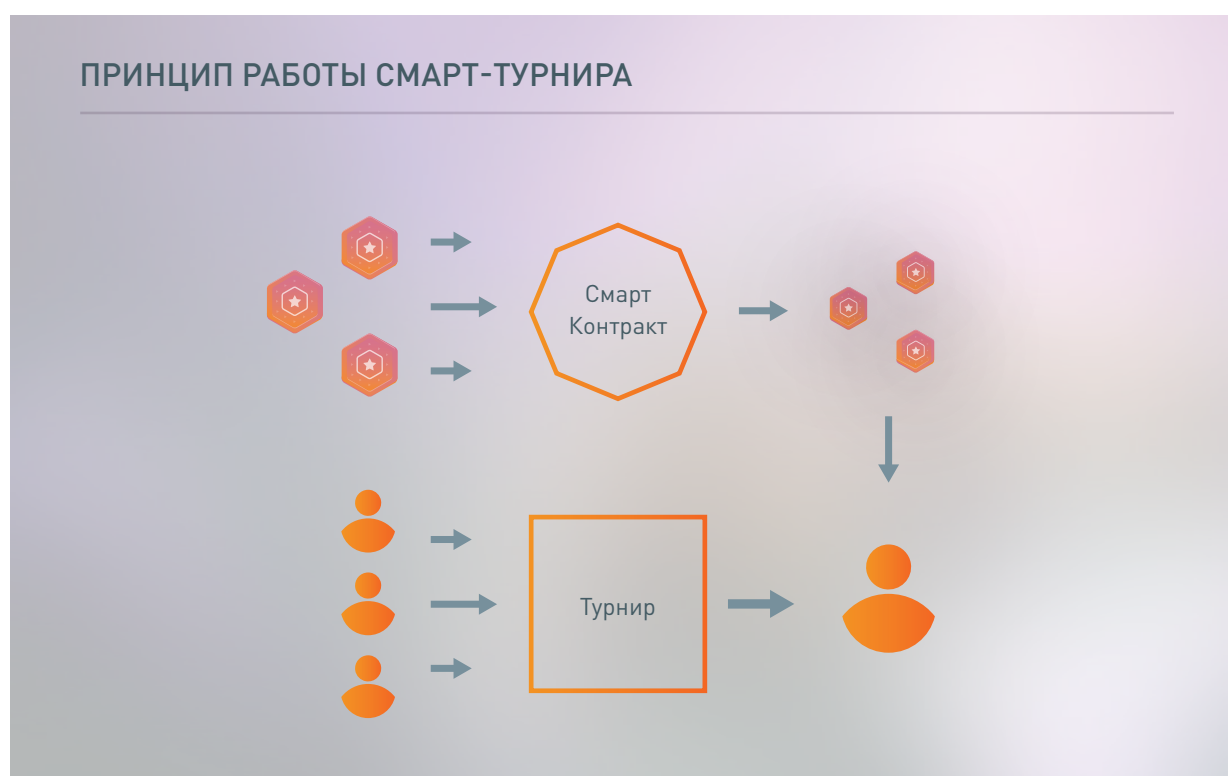 ПРИНЦИП РАБОТЫ СМАРТ-ТУРНИРА
Смарт
Контракт
Турнир